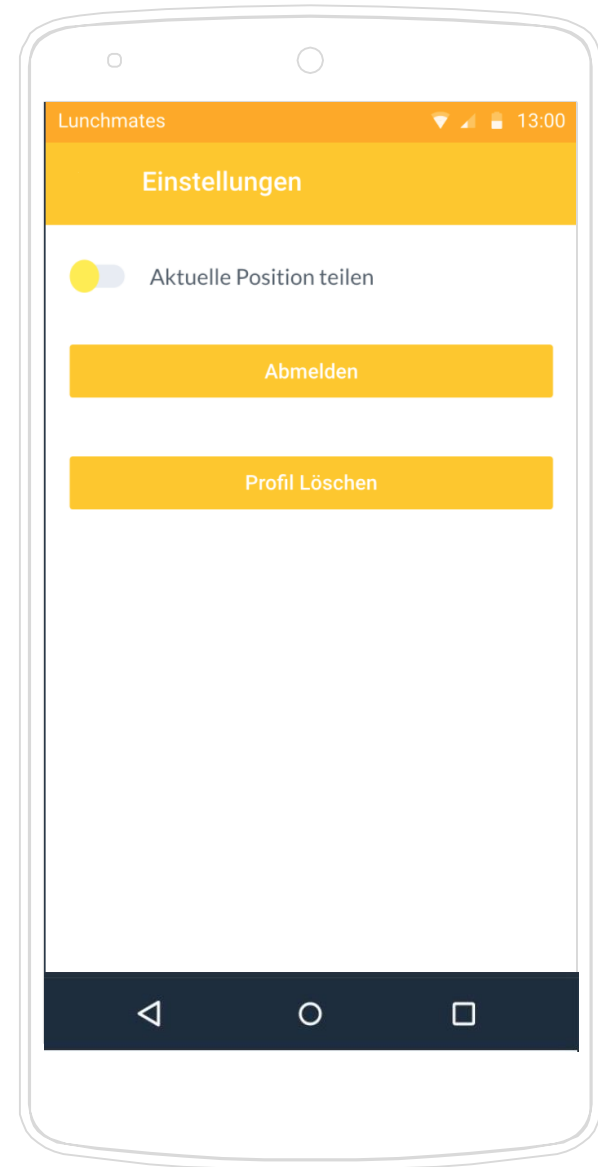 Lunchmates 13:00
Einstellungen
Aktuelle Position teilen
Abmelden
Profil Löschen